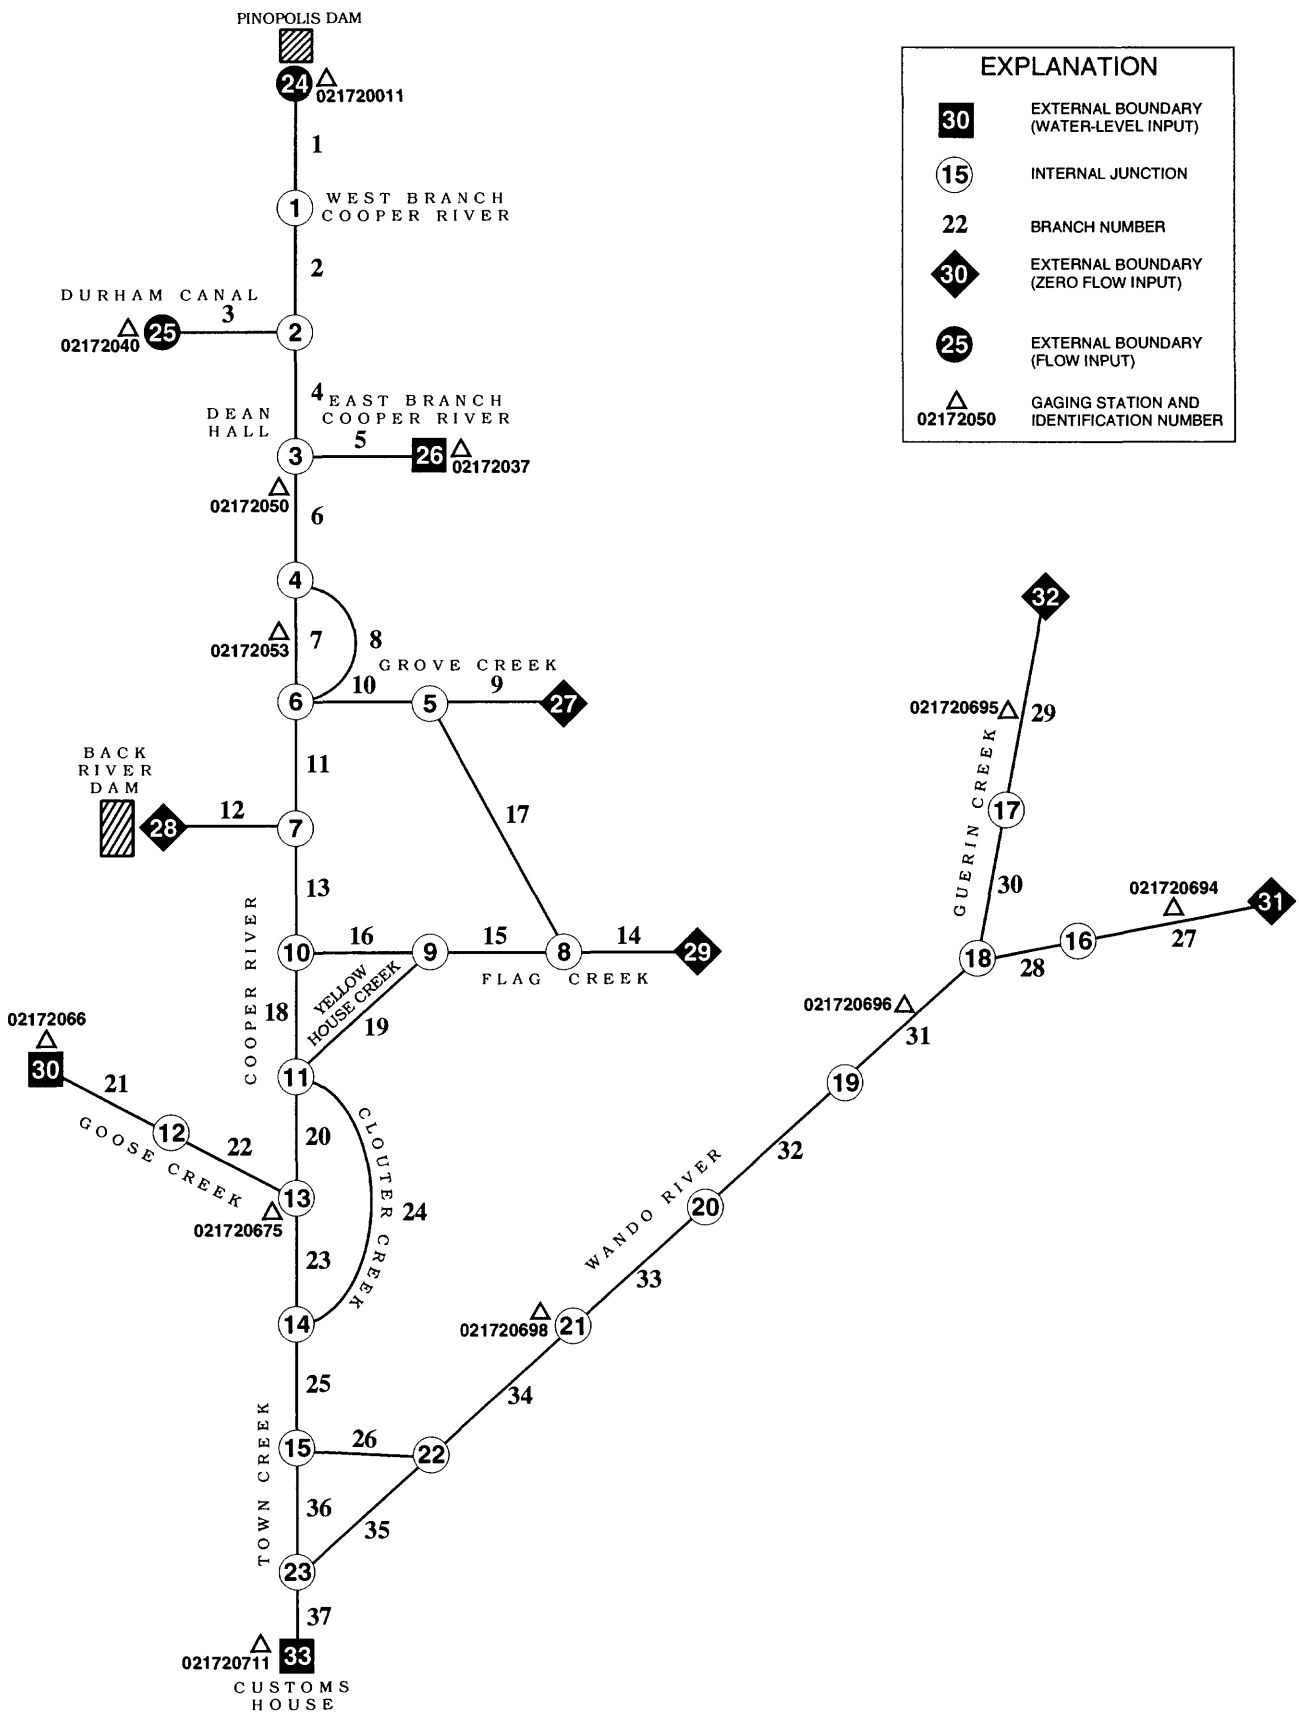 PINOPOLIS DAM
24
021720011
1
1
WEST BRANCH
COOPER RIVER
2
DURHAM CANAL
3
25
02172040
2
4
EAST BRANCH
COOPER RIVER
DEAN
HALL
5
3
26
02172037
02172050
6
4
02172053
7
8
GROVE CREEK
6
10
5
9
27
11
BACK
RIVER
DAM
28
12
7
17
13
COOPER RIVER
10
16
9
15
8
14
29
FLAG CREEK
18
YELLOW
HOUSE CREEK
19
02172066
30
21
GOOSE CREEK
12
22
11
20
CLOUTER CREEK
24
13
021720675
23
14
25
TOWN CREEK
15
26
22
36
35
23
37
021720711
33
CUSTOMS
HOUSE
32
021720695
29
GUERIN CREEK
17
30
021720694
31
27
16
28
18
021720696
31
19
32
WANDO RIVER
20
33
021720698
21
34
EXPLANATION
30
EXTERNAL BOUNDARY
(WATER-LEVEL INPUT)
15
INTERNAL JUNCTION
22
BRANCH NUMBER
30
EXTERNAL BOUNDARY
(ZERO FLOW INPUT)
25
EXTERNAL BOUNDARY
(FLOW INPUT)
02172050
GAGING STATION AND
IDENTIFICATION NUMBER